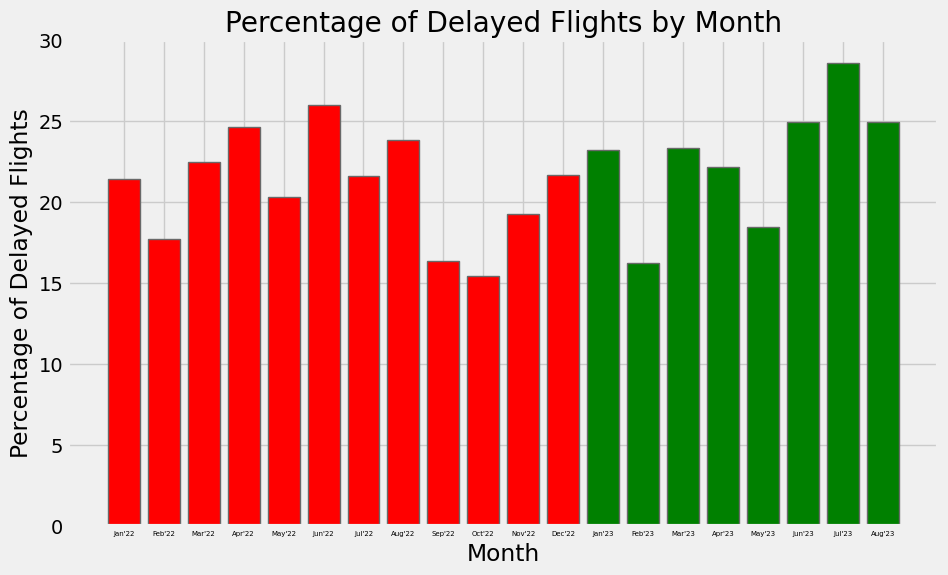 Percentage of Delayed Flights by Month
Percentage of Delayed Flights
30
25
20
15
10
5
0
Jan'22 Feb'22 Mar'22 Apr'22 May'22 Jun'22 Jul'22 Aug'22 Sep'22 Oct'22 Nov'22 Dec'22 Jan'23 Feb'23 Mar'23 Apr'23 May'23 Jun'23 Jul'23 Aug'23
Month